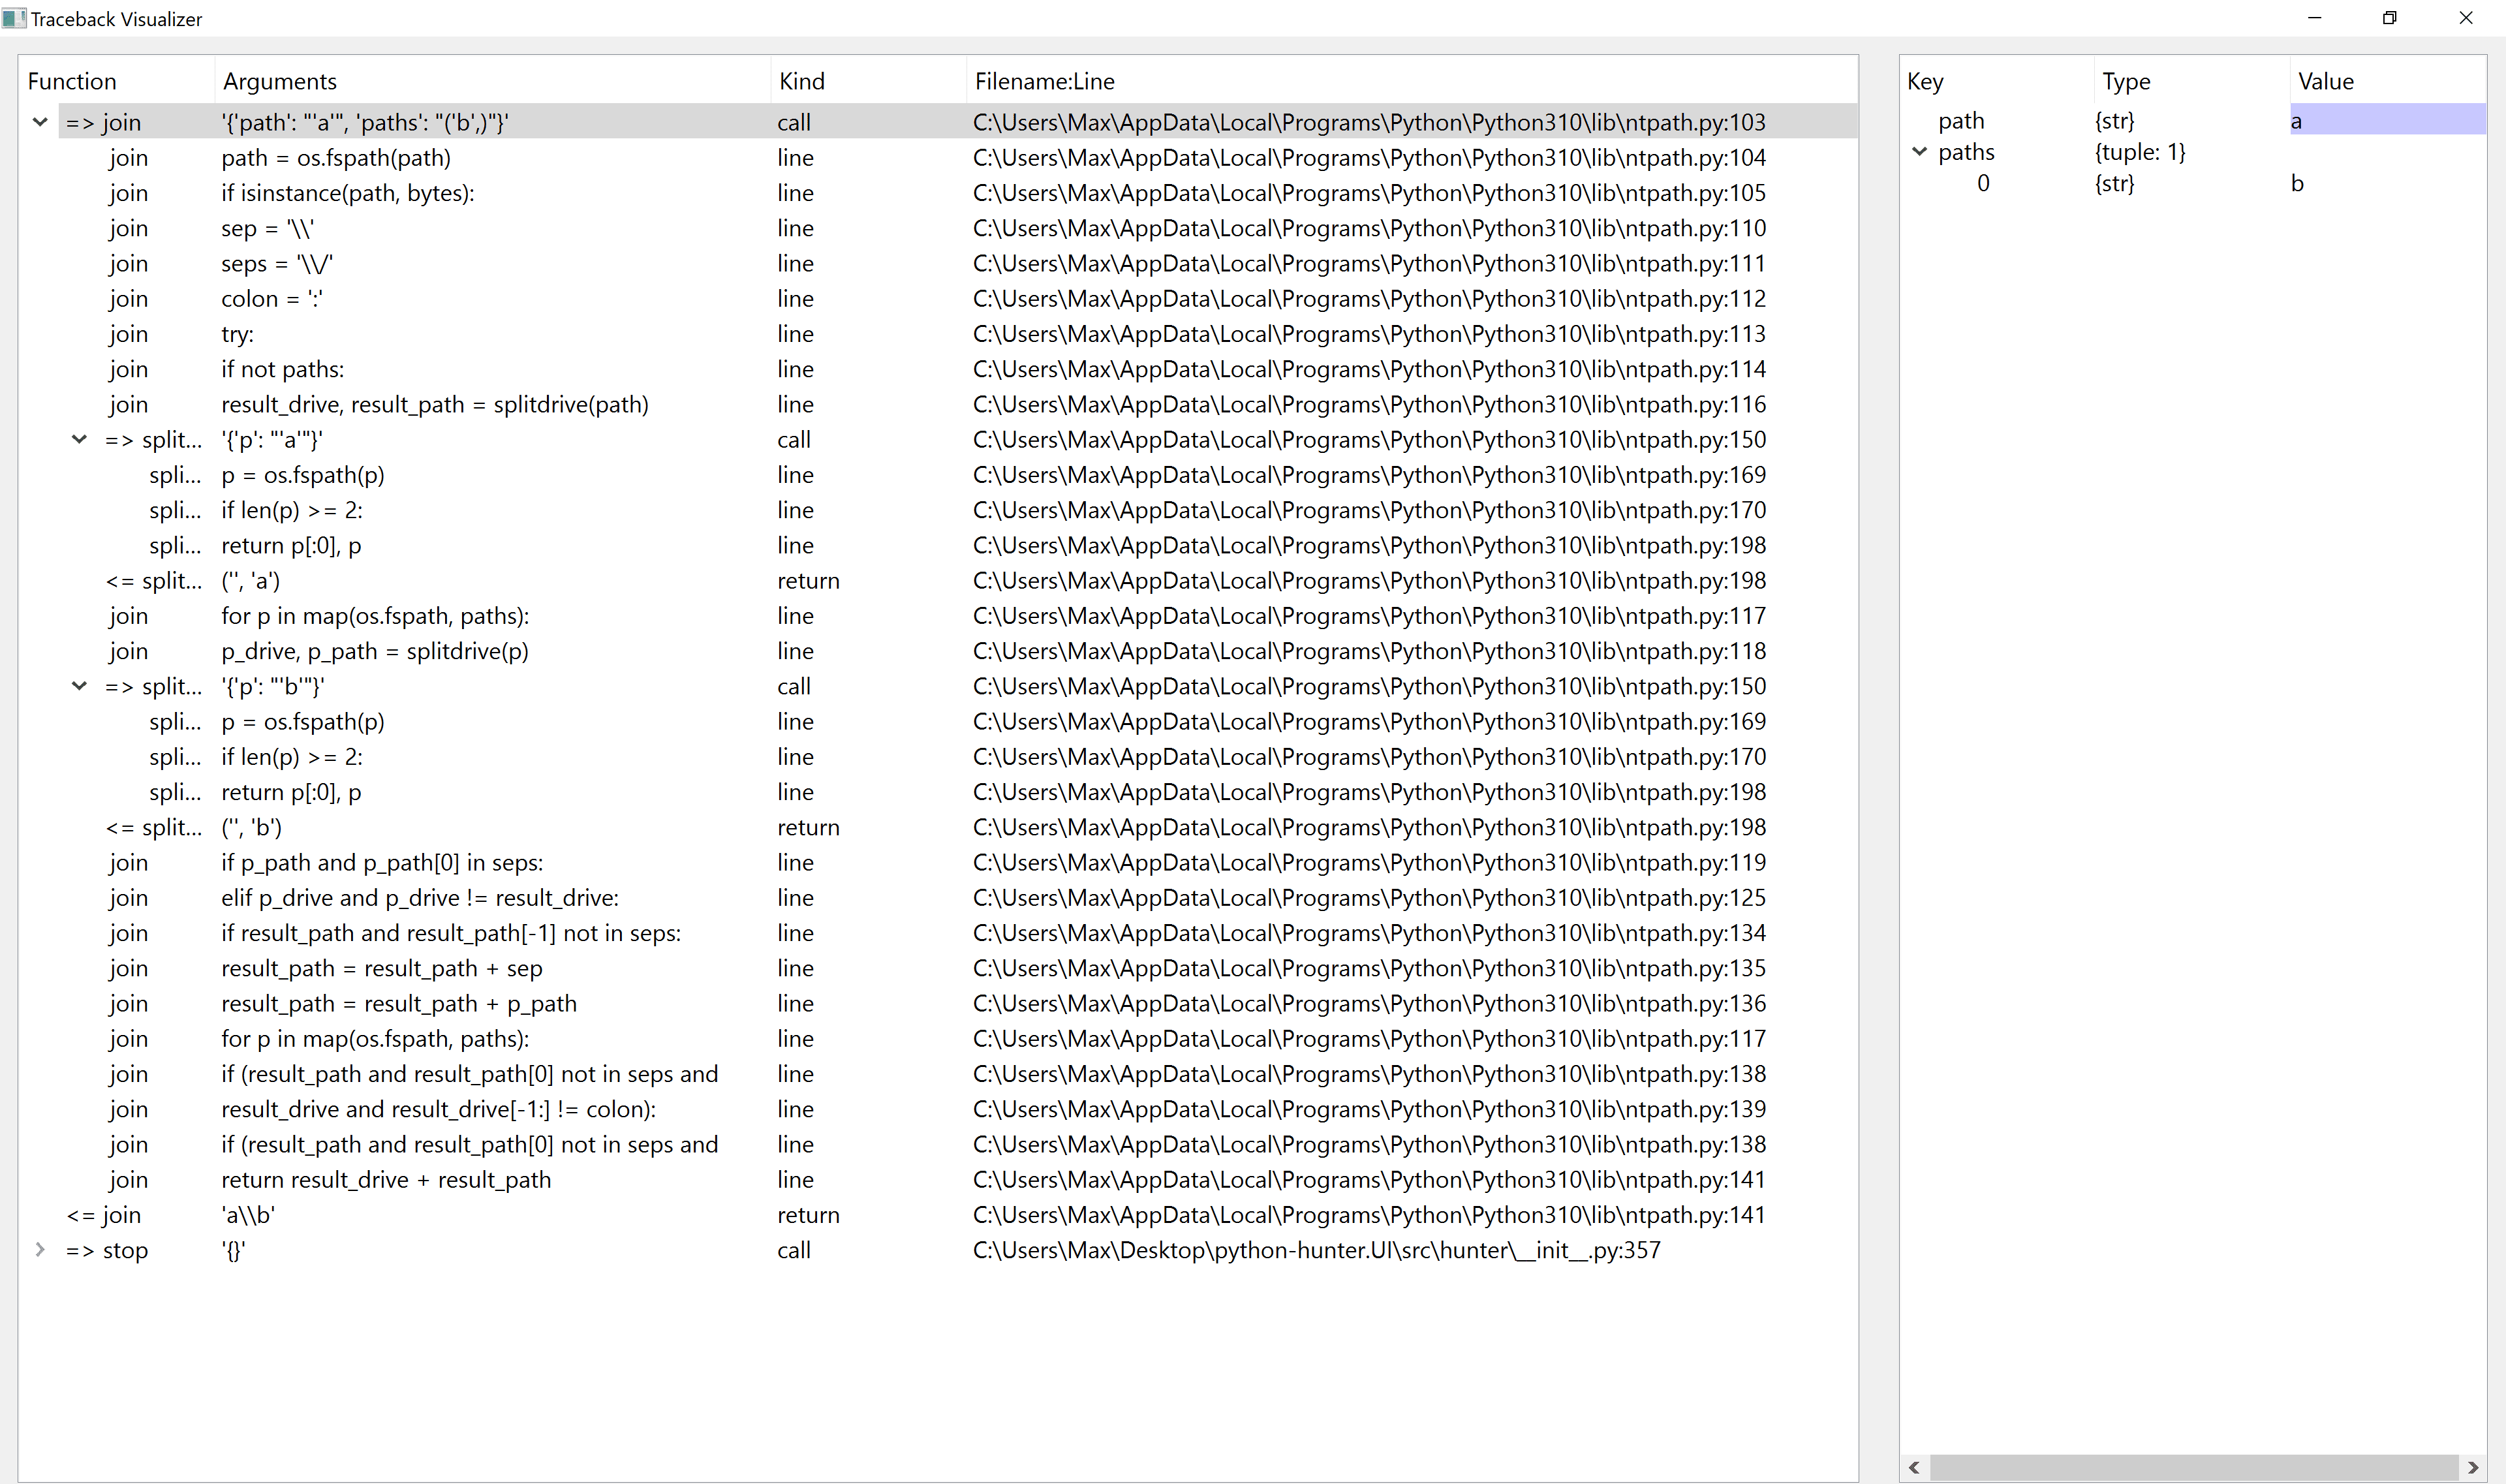 Traceback Visualizer
Function Arguments Kind Filename:Line
=> join '{'path': "'a'", 'paths': "('b',)"}' call C:\Users\Max\AppData\Local\Programs\Python\Python310\lib\ntpath.py:103
join path = os.fspath(path) line C:\Users\Max\AppData\Local\Programs\Python\Python310\lib\ntpath.py:104
join if isinstance(path, bytes): line C:\Users\Max\AppData\Local\Programs\Python\Python310\lib\ntpath.py:105
join sep = '\\' line C:\Users\Max\AppData\Local\Programs\Python\Python310\lib\ntpath.py:110
join seps = '\\/' line C:\Users\Max\AppData\Local\Programs\Python\Python310\lib\ntpath.py:111
join colon = ':' line C:\Users\Max\AppData\Local\Programs\Python\Python310\lib\ntpath.py:112
join try: line C:\Users\Max\AppData\Local\Programs\Python\Python310\lib\ntpath.py:113
join if not paths: line C:\Users\Max\AppData\Local\Programs\Python\Python310\lib\ntpath.py:114
join result_drive, result_path = splitdrive(path) line C:\Users\Max\AppData\Local\Programs\Python\Python310\lib\ntpath.py:116
=> split... '{'p': "'a'"}' call C:\Users\Max\AppData\Local\Programs\Python\Python310\lib\ntpath.py:150
spli... p = os.fspath(p) line C:\Users\Max\AppData\Local\Programs\Python\Python310\lib\ntpath.py:169
spli... if len(p) >= 2: line C:\Users\Max\AppData\Local\Programs\Python\Python310\lib\ntpath.py:170
spli... return p[:0], p line C:\Users\Max\AppData\Local\Programs\Python\Python310\lib\ntpath.py:198
<= split... ('', 'a') return C:\Users\Max\AppData\Local\Programs\Python\Python310\lib\ntpath.py:198
join for p in map(os.fspath, paths): line C:\Users\Max\AppData\Local\Programs\Python\Python310\lib\ntpath.py:117
join p_drive, p_path = splitdrive(p) line C:\Users\Max\AppData\Local\Programs\Python\Python310\lib\ntpath.py:118
=> split... '{'p': "'b'"}' call C:\Users\Max\AppData\Local\Programs\Python\Python310\lib\ntpath.py:150
spli... p = os.fspath(p) line C:\Users\Max\AppData\Local\Programs\Python\Python310\lib\ntpath.py:169
spli... if len(p) >= 2: line C:\Users\Max\AppData\Local\Programs\Python\Python310\lib\ntpath.py:170
spli... return p[:0], p line C:\Users\Max\AppData\Local\Programs\Python\Python310\lib\ntpath.py:198
<= split... ('', 'b') return C:\Users\Max\AppData\Local\Programs\Python\Python310\lib\ntpath.py:198
join if p_path and p_path[0] in seps: line C:\Users\Max\AppData\Local\Programs\Python\Python310\lib\ntpath.py:119
join elif p_drive and p_drive != result_drive: line C:\Users\Max\AppData\Local\Programs\Python\Python310\lib\ntpath.py:125
join if result_path and result_path[-1] not in seps: line C:\Users\Max\AppData\Local\Programs\Python\Python310\lib\ntpath.py:134
join result_path = result_path + sep line C:\Users\Max\AppData\Local\Programs\Python\Python310\lib\ntpath.py:135
join result_path = result_path + p_path line C:\Users\Max\AppData\Local\Programs\Python\Python310\lib\ntpath.py:136
join for p in map(os.fspath, paths): line C:\Users\Max\AppData\Local\Programs\Python\Python310\lib\ntpath.py:117
join if (result_path and result_path[0] not in seps and line C:\Users\Max\AppData\Local\Programs\Python\Python310\lib\ntpath.py:138
join result_drive and result_drive[-1:] != colon): line C:\Users\Max\AppData\Local\Programs\Python\Python310\lib\ntpath.py:139
join if (result_path and result_path[0] not in seps and line C:\Users\Max\AppData\Local\Programs\Python\Python310\lib\ntpath.py:138
join return result_drive + result_path line C:\Users\Max\AppData\Local\Programs\Python\Python310\lib\ntpath.py:141
<= join 'a\\b' return C:\Users\Max\AppData\Local\Programs\Python\Python310\lib\ntpath.py:141
=> stop '{}' call C:\Users\Max\Desktop\python-hunter.UI\src\hunter\__init__.py:357
Key Type Value
path {str} a
paths {tuple: 1}
0 {str} b